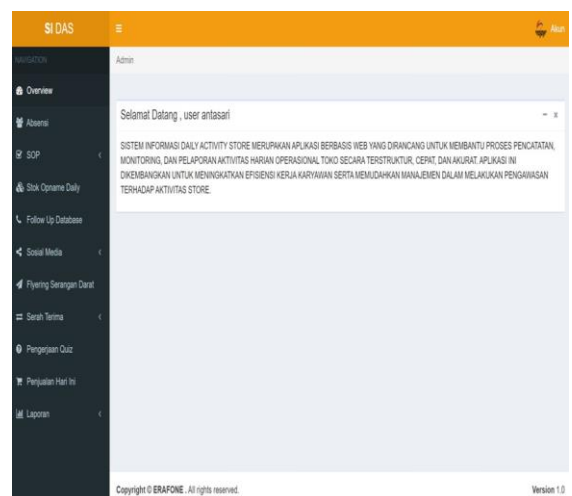 SI DAS
Akun
NAVIGATION
Admin
Overview
Absensi
SOP
Stok Opname Daily
Follow Up Database
Sosial Media
Flyering Serangan Darat
Serah Terima
Pengerjaan Quiz
Penjualan Hari Ini
Laporan
Selamat Datang , user antasari
SISTEM INFORMASI DAILY ACTIVITY STORE MERUPAKAN APLIKASI BERBASIS WEB YANG DIRANCANG UNTUK MEMBANTU PROSES PENCATATAN,
MONITORING, DAN PELAPORAN AKTIVITAS HARIAN OPERASIONAL TOKO SECARA TERSTRUKTUR, CEPAT, DAN AKURAT. APLIKASI INI
DIKEMBANGKAN UNTUK MENINGKATKAN EFISIENSI KERJA KARYAWAN SERTA MEMUDAHKAN MANAJEMEN DALAM MELAKUKAN PENGAWASAN
TERHADAP AKTIVITAS STORE.
Copyright © ERAFONE . All rights reserved.
Version 1.0